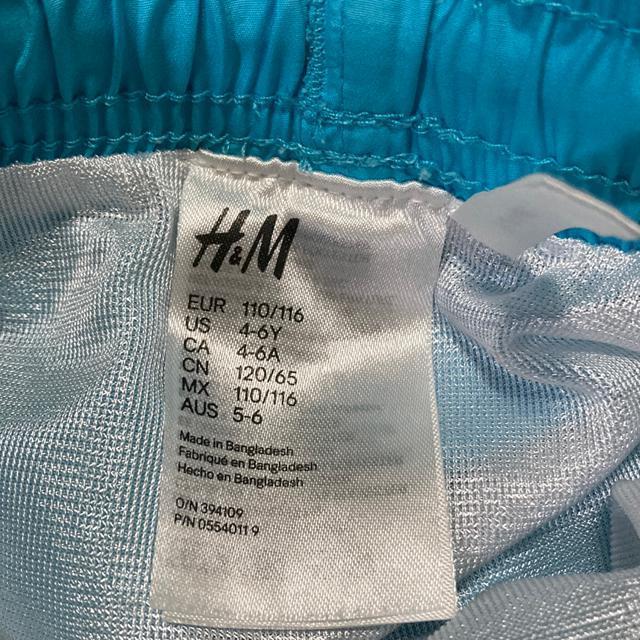 H&M
EUR 110/116
US 4-6Y
CA 4-6A
CN 120/65
MX 110/116
AUS 5-6
Made in Bangladesh
Fabriqué en Bangladesh
Hecho en Bangladesh
O/N 394109
P/N 0554011 9